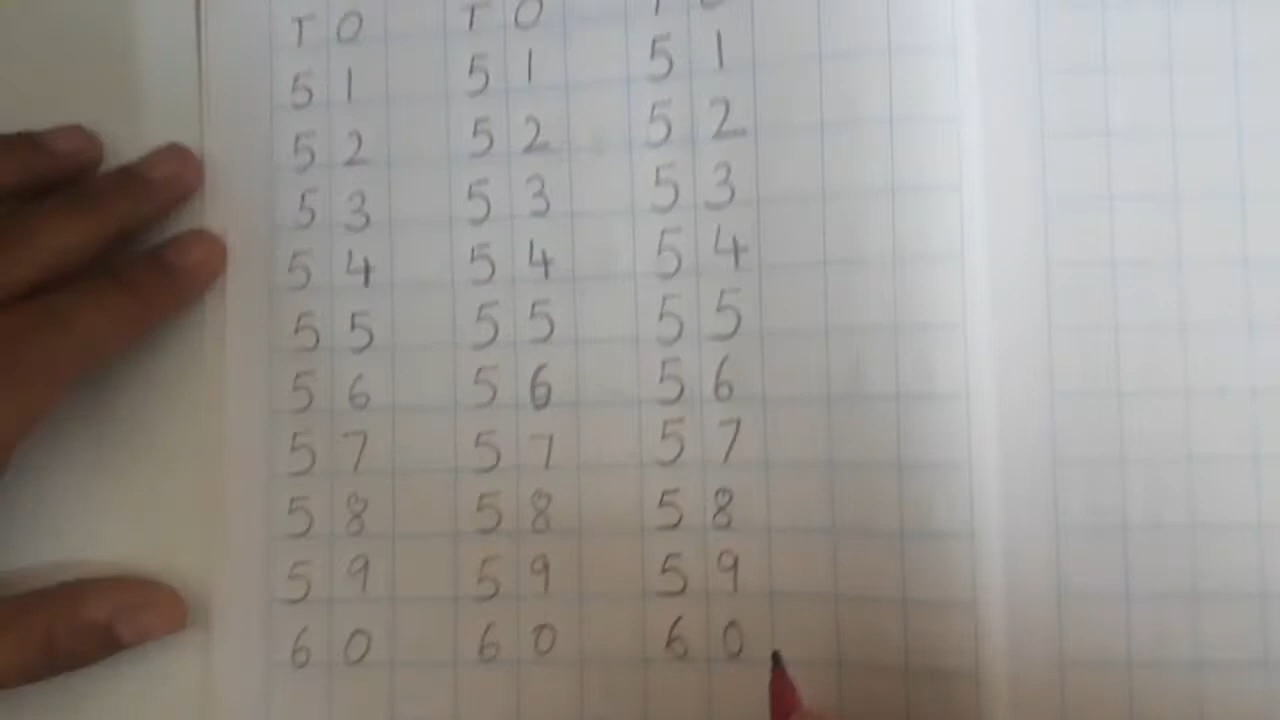 T O T O T O
5 1 5 1 5 1
5 2 5 2 5 2
5 3 5 3 5 3
5 4 5 4 5 4
5 5 5 5 5 5
5 6 5 6 5 6
5 7 5 7 5 7
5 8 5 8 5 8
5 9 5 9 5 9
6 0 6 0 6 0